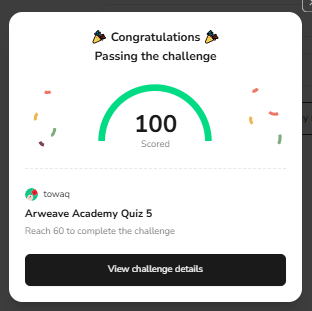 Congratulations
Passing the challenge
100
Scored
towaq
Arweave Academy Quiz 5
Reach 60 to complete the challenge
View challenge details